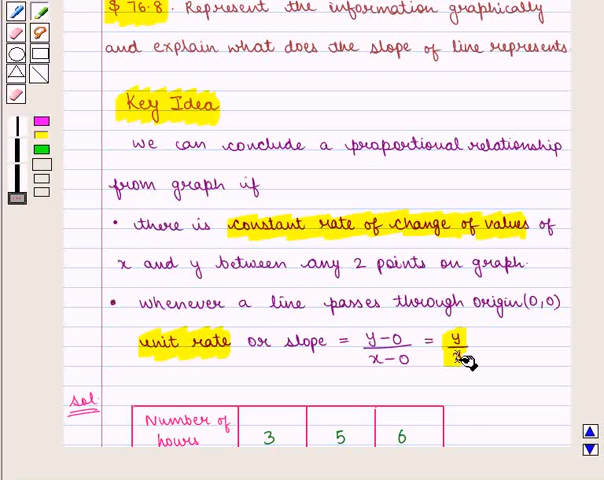 $ 76.8. Represent the information graphically
and explain what does the slope of line represents
Key Idea
we can conclude a proportional relationship
from graph if
• there is constant rate of change of values of
x and y between any 2 points on graph.
• whenever a line passes through origin (0,0)
unit rate or slope = y-0/x-0 = y/x
sol.
Number of hours 3 5 6